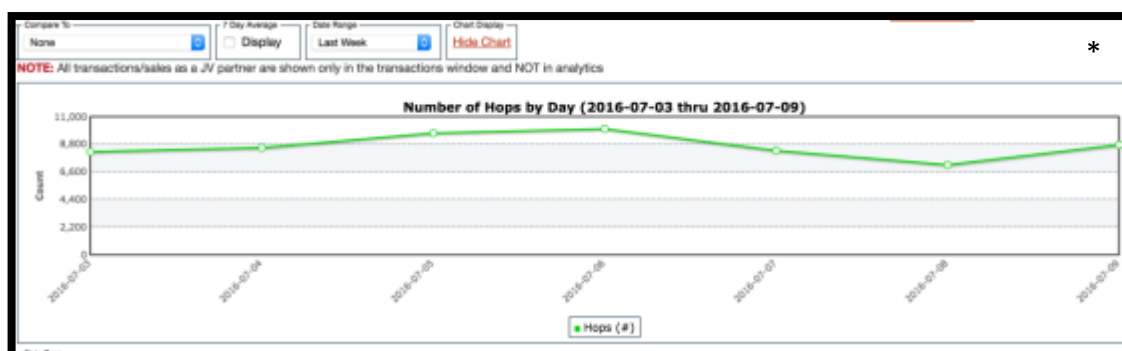 Compare To
7 Day Average
Date Range
Chart Display
None
Display
Last Week
Hide Chart
*
NOTE: All transactions/sales as a JV partner are shown only in the transactions window and NOT in analytics
Number of Hops by Day (2016-07-03 thru 2016-07-09)
Count
11,000
8,800
6,600
4,400
2,200
0
2016-07-03
2016-07-04
2016-07-05
2016-07-06
2016-07-07
2016-07-08
2016-07-09
Hops (#)